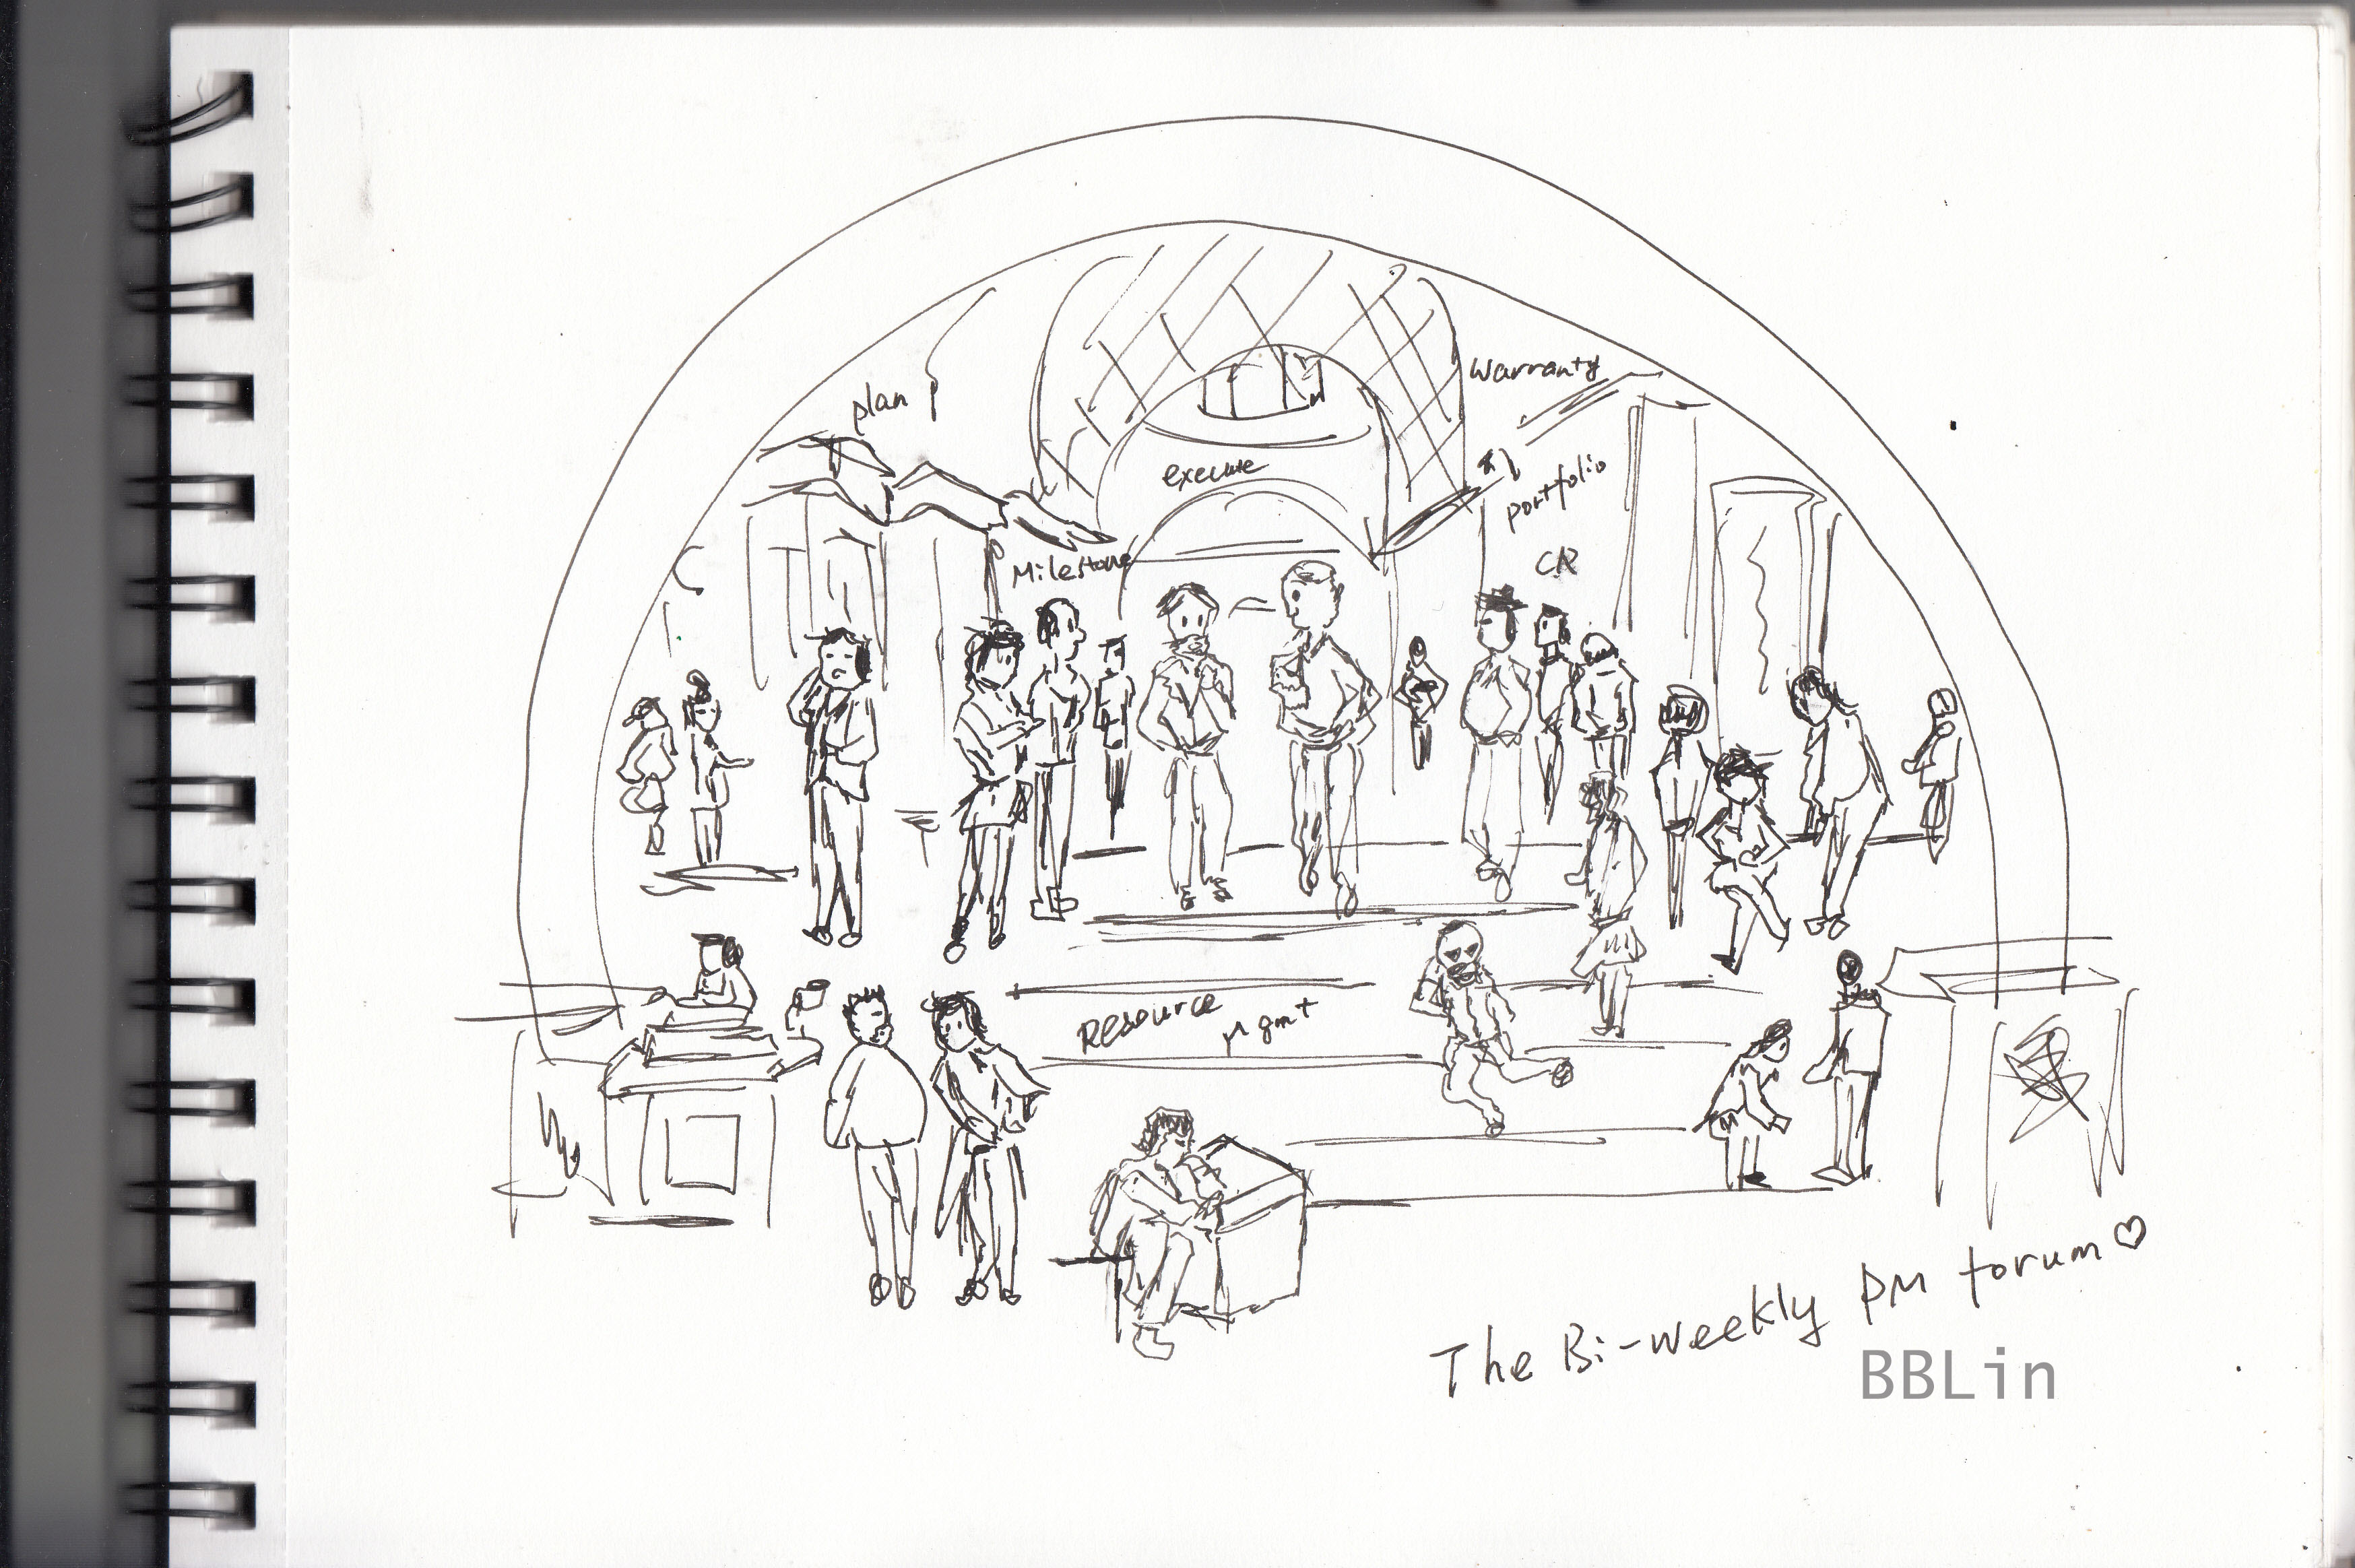 plan
warranty
execute
portfolio
Milestone
CR
Resource
Mgmt
The Bi-weekly PM forum♡
BBLin